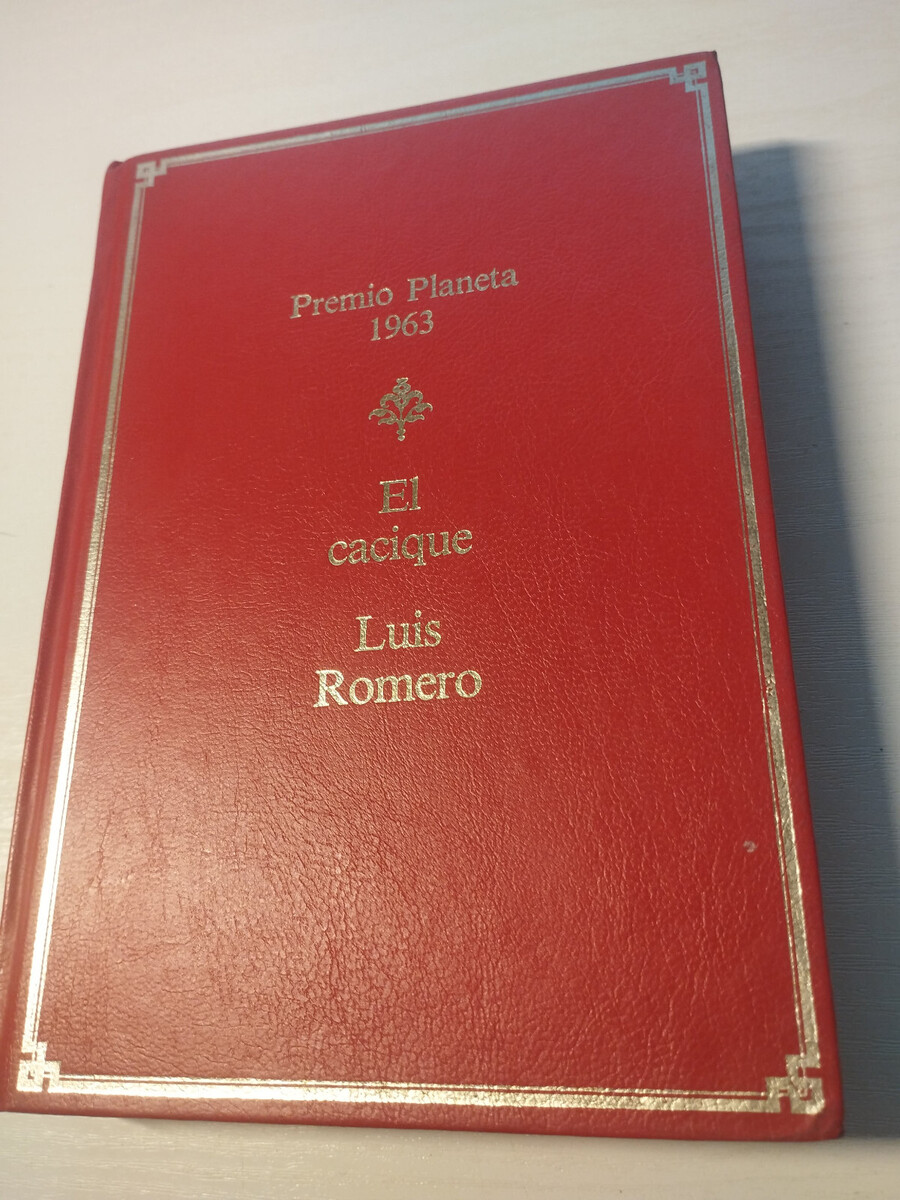 Premio Planeta
1963
El
cacique
Luis
Romero